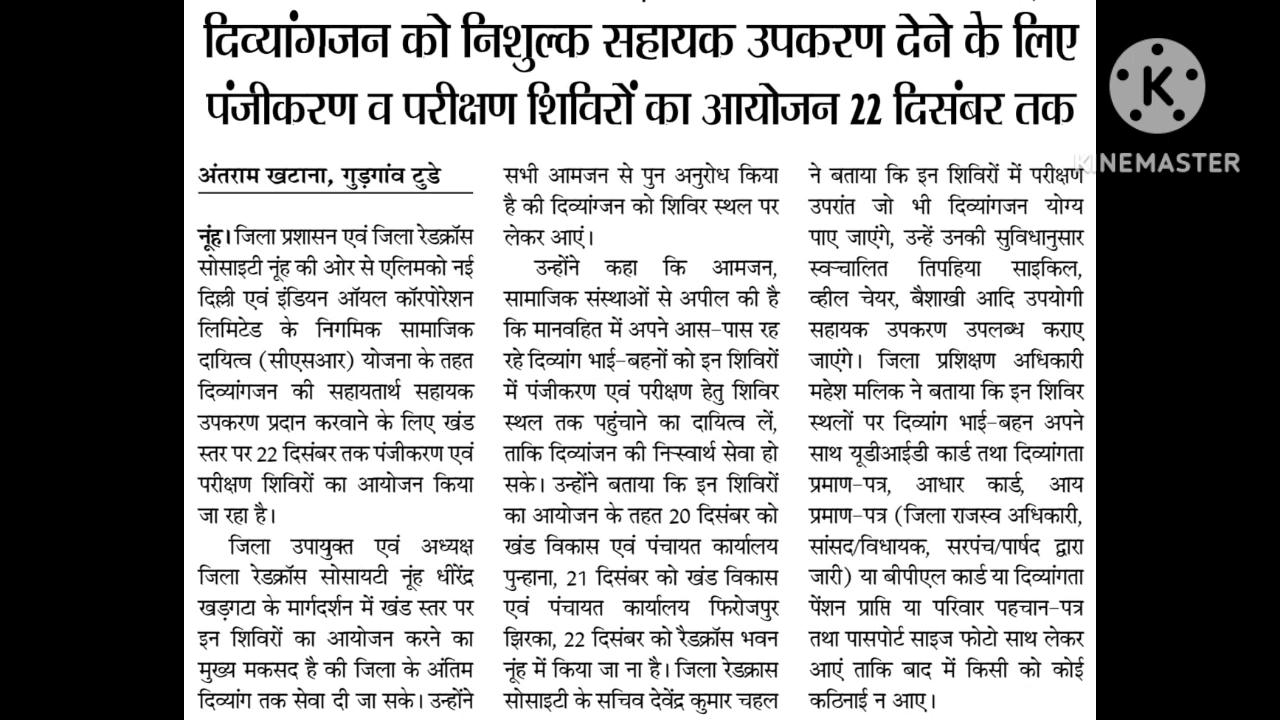 दिव्यांगजन को निशुल्क सहायक उपकरण देने के लिए
पंजीकरण व परीक्षण शिविरों का आयोजन 22 दिसंबर तक
KINEMASTER
अंतराम खटाना, गुड़गांव टुडे
नूंह। जिला प्रशासन एवं जिला रेडक्रॉस
सोसाइटी नूंह की ओर से एलिमको नई
दिल्ली एवं इंडियन ऑयल कॉरपोरेशन
लिमिटेड के निगमिक सामाजिक
दायित्व (सीएसआर) योजना के तहत
दिव्यांगजन की सहायतार्थ सहायक
उपकरण प्रदान करवाने के लिए खंड
स्तर पर 22 दिसंबर तक पंजीकरण एवं
परीक्षण शिविरों का आयोजन किया
जा रहा है।
जिला उपायुक्त एवं अध्यक्ष
जिला रेडक्रॉस सोसायटी नूंह धीरेंद्र
खड़गटा के मार्गदर्शन में खंड स्तर पर
इन शिविरों का आयोजन करने का
मुख्य मकसद है की जिला के अंतिम
दिव्यांग तक सेवा दी जा सके। उन्होंने
सभी आमजन से पुन अनुरोध किया
है की दिव्यांग्जन को शिविर स्थल पर
लेकर आएं।
उन्होंने कहा कि आमजन,
सामाजिक संस्थाओं से अपील की है
कि मानवहित में अपने आस-पास रह
रहे दिव्यांग भाई-बहनों को इन शिविरों
में पंजीकरण एवं परीक्षण हेतु शिविर
स्थल तक पहुंचाने का दायित्व लें,
ताकि दिव्यांजन की निःस्वार्थ सेवा हो
सके। उन्होंने बताया कि इन शिविरों
का आयोजन के तहत 20 दिसंबर को
खंड विकास एवं पंचायत कार्यालय
पुन्हाना, 21 दिसंबर को खंड विकास
एवं पंचायत कार्यालय फिरोजपुर
झिरका, 22 दिसंबर को रैडक्रॉस भवन
नूंह में किया जा ना है। जिला रेडक्रास
सोसाइटी के सचिव देवेंद्र कुमार चहल
ने बताया कि इन शिविरों में परीक्षण
उपरांत जो भी दिव्यांगजन योग्य
पाए जाएंगे, उन्हें उनकी सुविधानुसार
स्वःचालित तिपहिया साइकिल,
व्हील चेयर, बैशाखी आदि उपयोगी
सहायक उपकरण उपलब्ध कराए
जाएंगे। जिला प्रशिक्षण अधिकारी
महेश मलिक ने बताया कि इन शिविर
स्थलों पर दिव्यांग भाई-बहन अपने
साथ यूडीआईडी कार्ड तथा दिव्यांगता
प्रमाण-पत्र, आधार कार्ड, आय
प्रमाण-पत्र (जिला राजस्व अधिकारी,
सांसद/विधायक, सरपंच/पार्षद द्वारा
जारी) या बीपीएल कार्ड या दिव्यांगता
पेंशन प्राप्ति या परिवार पहचान-पत्र
तथा पासपोर्ट साइज फोटो साथ लेकर
आएं ताकि बाद में किसी को कोई
कठिनाई न आए।